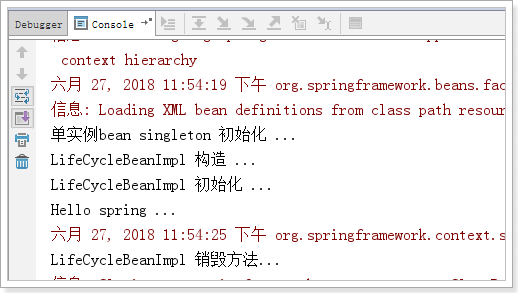 Debugger Console
context hierarchy
六月 27, 2018 11:54:19 下午 org.springframework.beans.fac
信息: Loading XML bean definitions from class path resour
单实例bean singleton 初始化 ...
LifeCycleBeanImpl 构造 ...
LifeCycleBeanImpl 初始化 ...
Hello spring ...
六月 27, 2018 11:54:25 下午 org.springframework.context.s
LifeCycleBeanImpl 销毁方法...